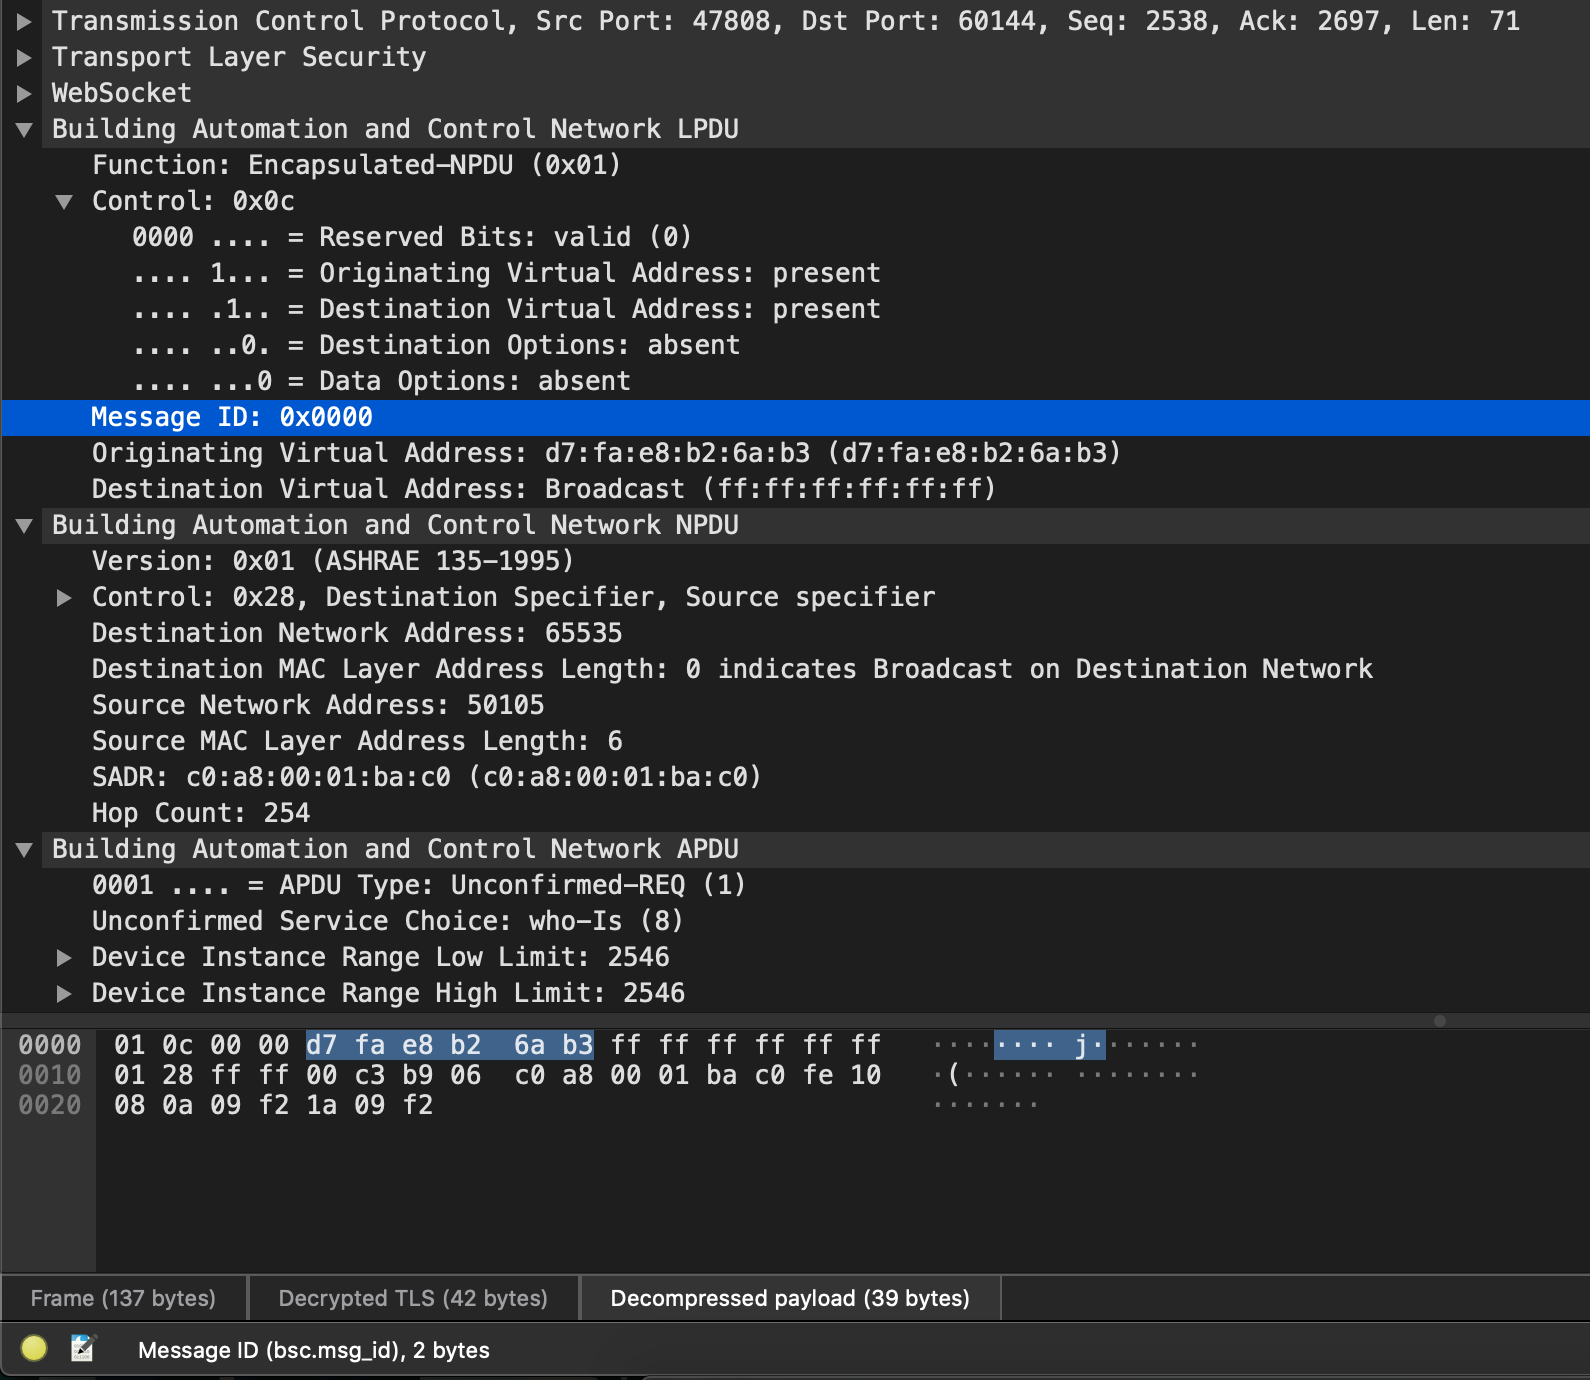 Transmission Control Protocol, Src Port: 47808, Dst Port: 60144, Seq: 2538, Ack: 2697, Len: 71
Transport Layer Security
WebSocket
Building Automation and Control Network LPDU
Function: Encapsulated-NPDU (0x01)
Control: 0x0c
0000 .... = Reserved Bits: valid (0)
.... 1... = Originating Virtual Address: present
.... .1.. = Destination Virtual Address: present
.... ..0. = Destination Options: absent
.... ...0 = Data Options: absent
Message ID: 0x0000
Originating Virtual Address: d7:fa:e8:b2:6a:b3 (d7:fa:e8:b2:6a:b3)
Destination Virtual Address: Broadcast (ff:ff:ff:ff:ff:ff)
Building Automation and Control Network NPDU
Version: 0x01 (ASHRAE 135-1995)
Control: 0x28, Destination Specifier, Source specifier
Destination Network Address: 65535
Destination MAC Layer Address Length: 0 indicates Broadcast on Destination Network
Source Network Address: 50105
Source MAC Layer Address Length: 6
SADR: c0:a8:00:01:ba:c0 (c0:a8:00:01:ba:c0)
Hop Count: 254
Building Automation and Control Network APDU
0001 .... = APDU Type: Unconfirmed-REQ (1)
Unconfirmed Service Choice: who-Is (8)
Device Instance Range Low Limit: 2546
Device Instance Range High Limit: 2546
0000 01 0c 00 00 d7 fa e8 b2 6a b3 ff ff ff ff ff ff ········ j·······
0010 01 28 ff ff 00 c3 b9 06 c0 a8 00 01 ba c0 fe 10 ·(······ ········
0020 08 0a 09 f2 1a 09 f2 ·······
Frame (137 bytes) Decrypted TLS (42 bytes) Decompressed payload (39 bytes)
Message ID (bsc.msg_id), 2 bytes